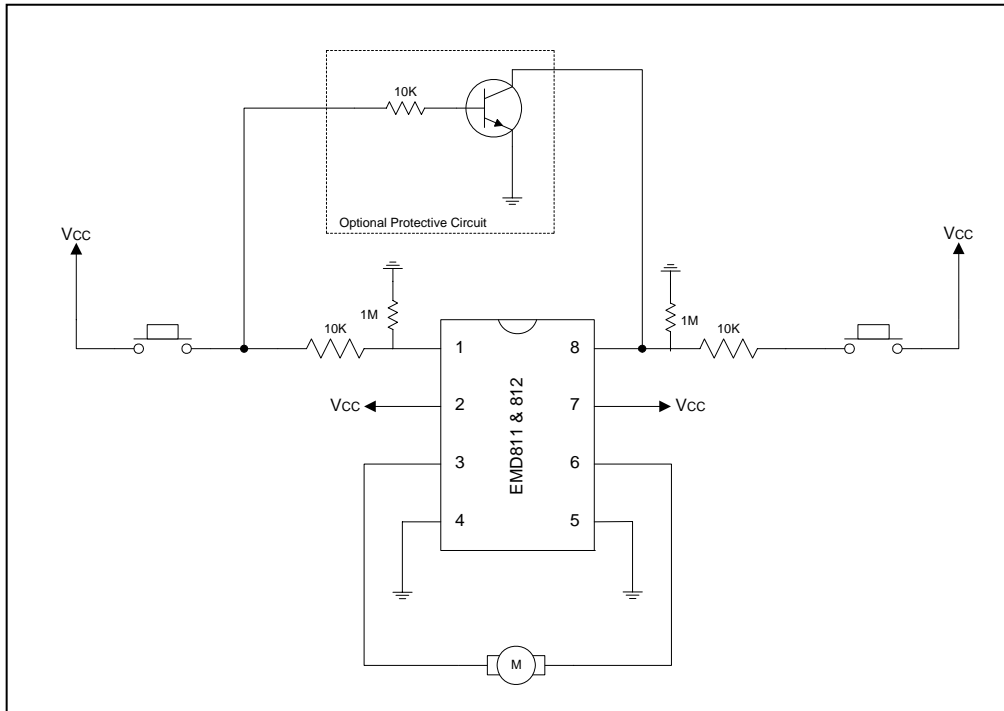 10K
Optional Protective Circuit
VCC
VCC
1M
1M
10K
10K
1
8
VCC
2
7
VCC
EMD811 & 812
3
6
4
5
M